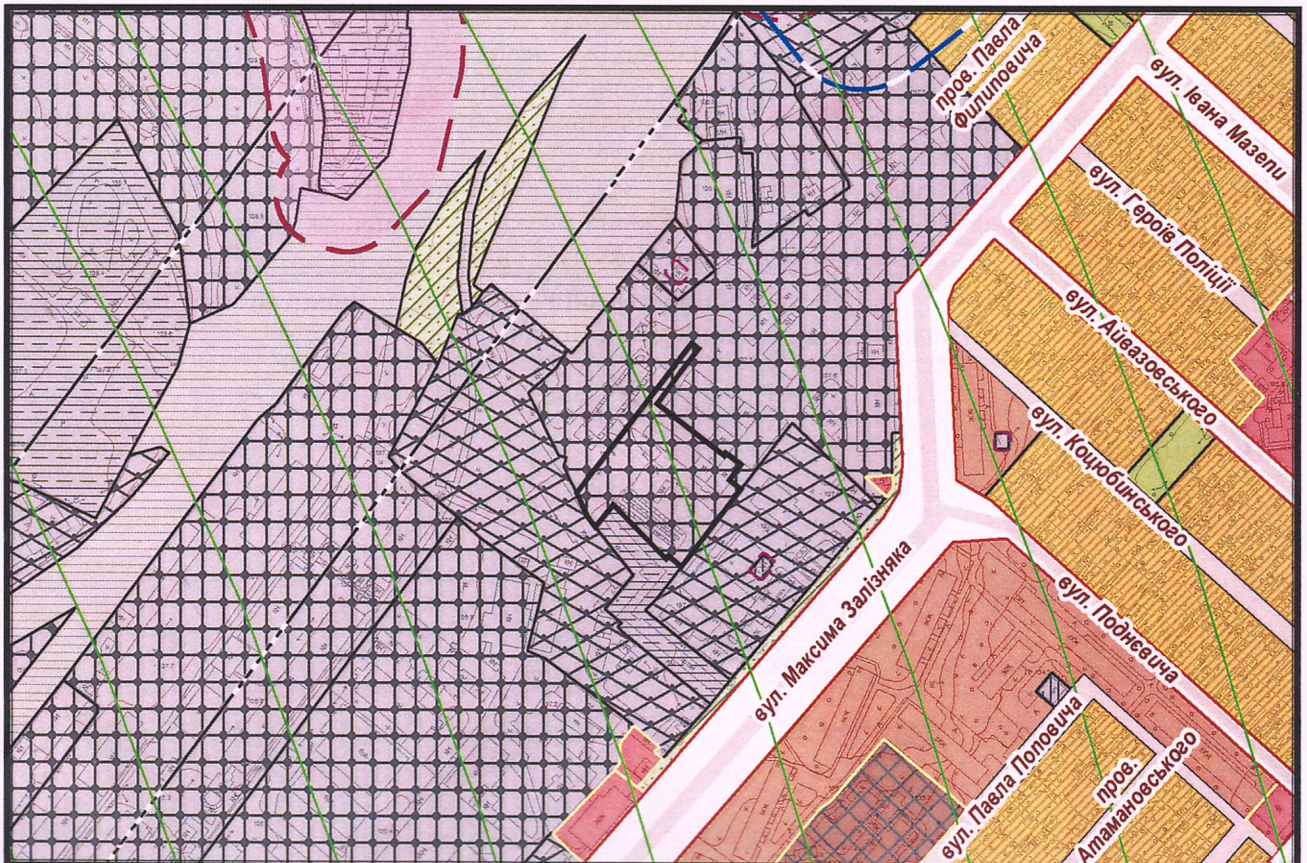 пров. Павла
Филиповича
вул. Івана Мазепи
вул. Героїв Поліції
вул. Айвазовського
вул. Коцюбинського
вул. Максима Залізняка
вул. Поднєвича
вул. Павла Поповича
пров.
Атамановського